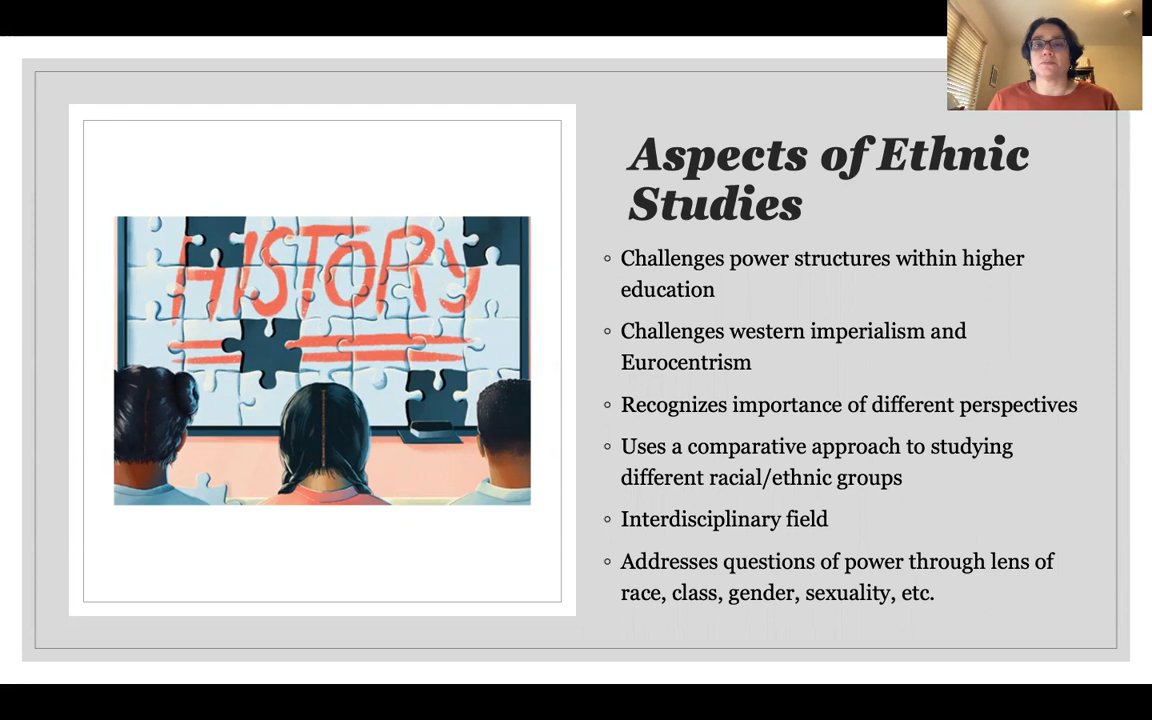 HISTORY
Aspects of Ethnic
Studies
◦ Challenges power structures within higher
education
◦ Challenges western imperialism and
Eurocentrism
◦ Recognizes importance of different perspectives
◦ Uses a comparative approach to studying
different racial/ethnic groups
◦ Interdisciplinary field
◦ Addresses questions of power through lens of
race, class, gender, sexuality, etc.